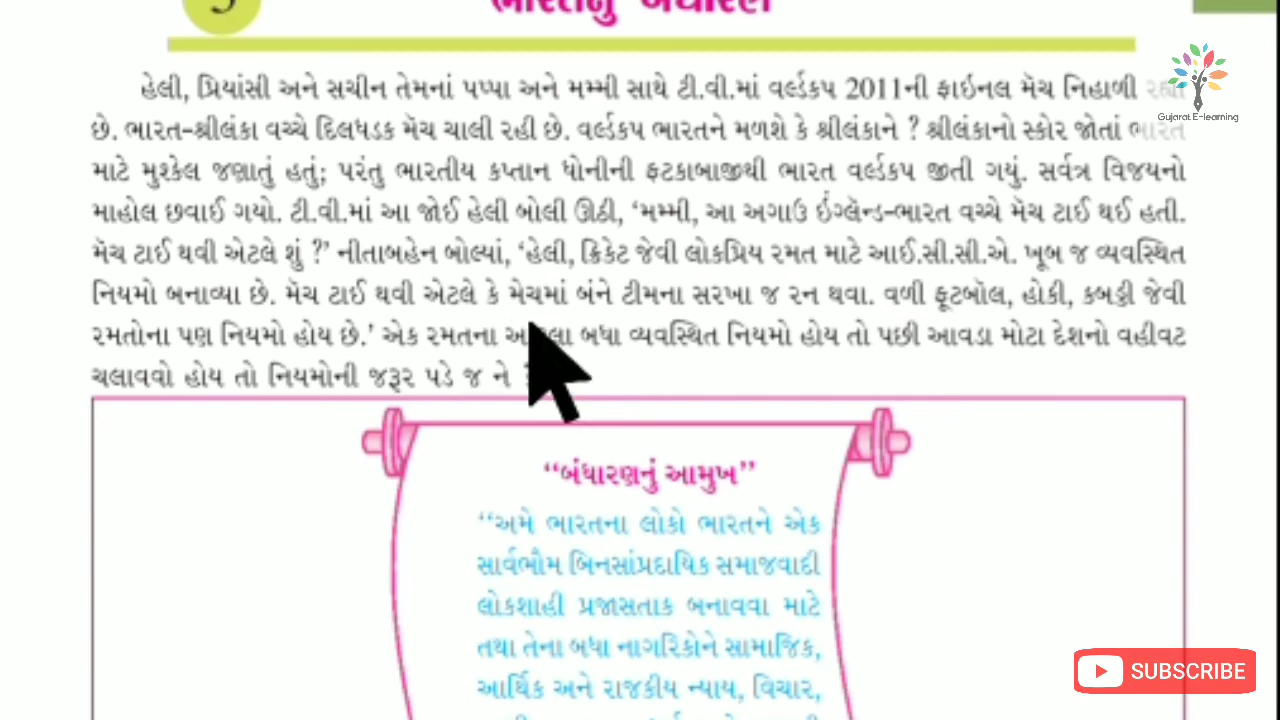 5
ભારતનું બંધારણ
હેલી, પ્રિયાંસી અને સચીન તેમનાં પપ્પા અને મમ્મી સાથે ટી.વી.માં વર્લ્ડકપ 2011ની ફાઇનલ મૅચ નિહાળી રહ્યાં
છે. ભારત-શ્રીલંકા વચ્ચે દિલધડક મૅચ ચાલી રહી છે. વર્લ્ડકપ ભારતને મળશે કે શ્રીલંકાને ? શ્રીલંકાનો સ્કોર જોતાં ભારત
માટે મુશ્કેલ જણાતું હતું; પરંતુ ભારતીય કપ્તાન ધોનીની ફટકાબાજીથી ભારત વર્લ્ડકપ જીતી ગયું. સર્વત્ર વિજયનો
માહોલ છવાઈ ગયો. ટી.વી.માં આ જોઈ હેલી બોલી ઊઠી, ‘મમ્મી, આ અગાઉ ઇંગ્લૅન્ડ-ભારત વચ્ચે મૅચ ટાઈ થઈ હતી.
મૅચ ટાઈ થવી એટલે શું ?’ નીતાબહેન બોલ્યાં, ‘હેલી, ક્રિકેટ જેવી લોકપ્રિય રમત માટે આઈ.સી.સી.એ. ખૂબ જ વ્યવસ્થિત
નિયમો બનાવ્યા છે. મૅચ ટાઈ થવી એટલે કે મેચમાં બંને ટીમના સરખા જ રન થવા. વળી ફૂટબૉલ, હોકી, કબડ્ડી જેવી
રમતોના પણ નિયમો હોય છે.’ એક રમતના બધા વ્યવસ્થિત નિયમો હોય તો પછી આવડા મોટા દેશનો વહીવટ
ચલાવવો હોય તો નિયમોની જરૂર પડે જ ને
“બંધારણનું આમુખ”
“અમે ભારતના લોકો ભારતને એક
સાર્વભૌમ બિનસાંપ્રદાયિક સમાજવાદી
લોકશાહી પ્રજાસતાક બનાવવા માટે
તથા તેના બધા નાગરિકોને સામાજિક,
આર્થિક અને રાજકીય ન્યાય, વિચાર,
Gujarat E-learning
SUBSCRIBE